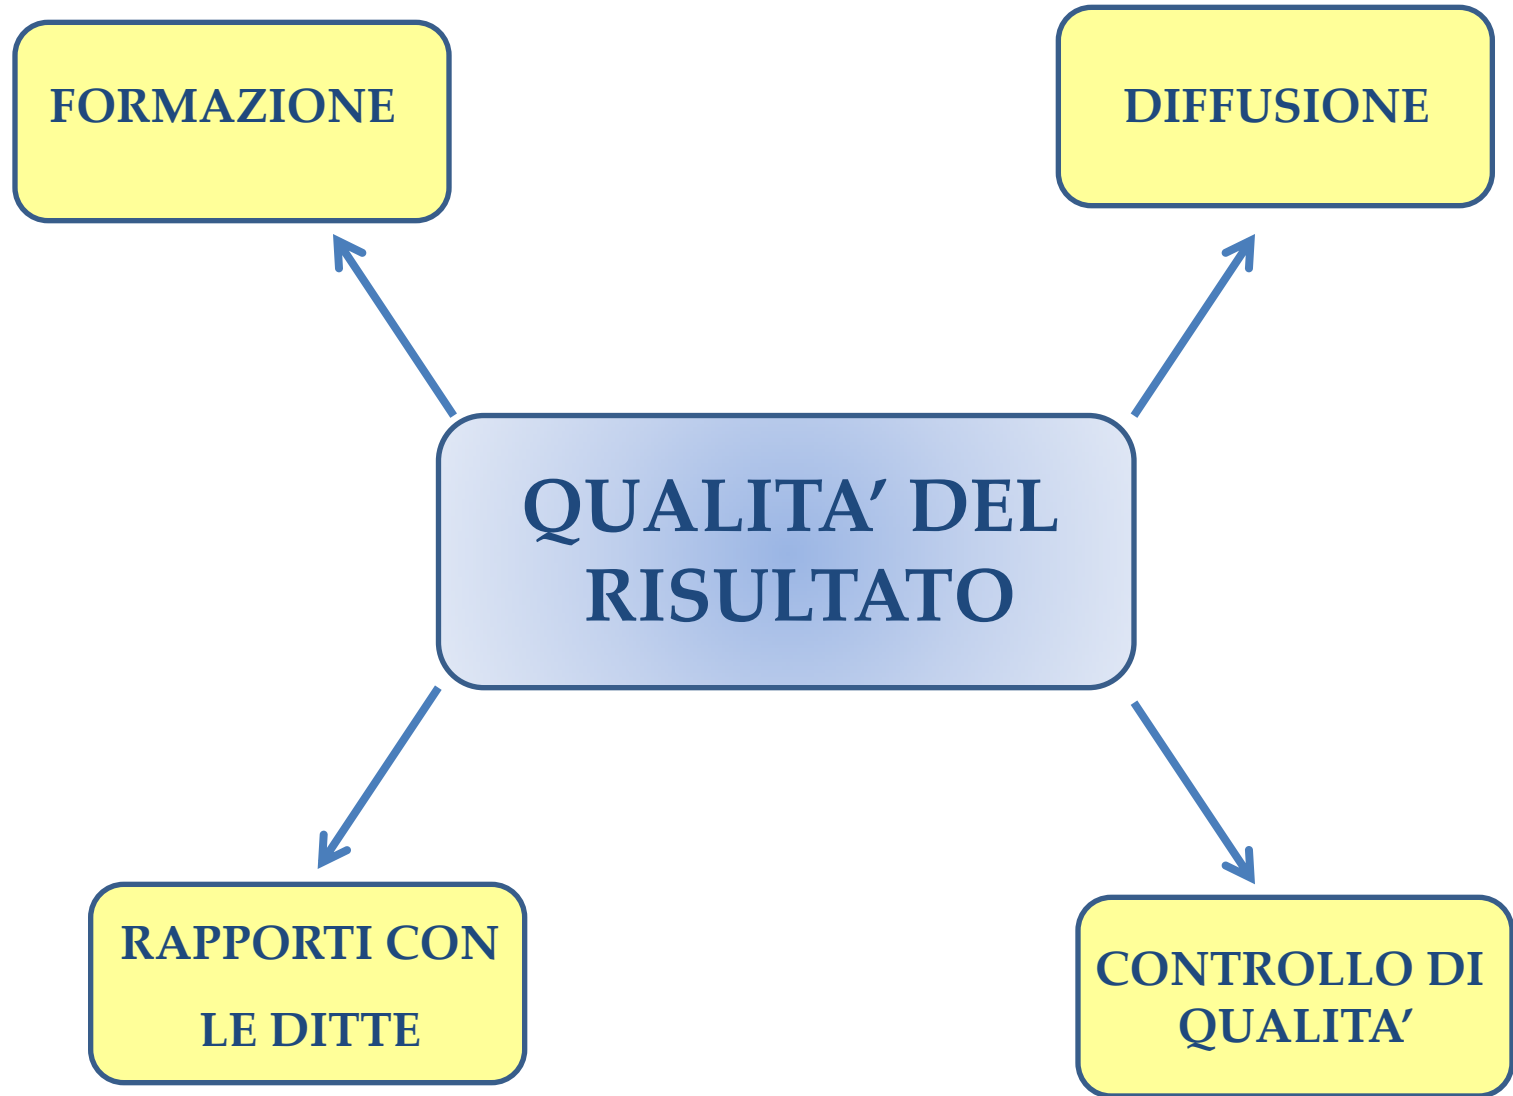 FORMAZIONE
DIFFUSIONE
QUALITA’ DEL
RISULTATO
RAPPORTI CON
LE DITTE
CONTROLLO DI
QUALITA’